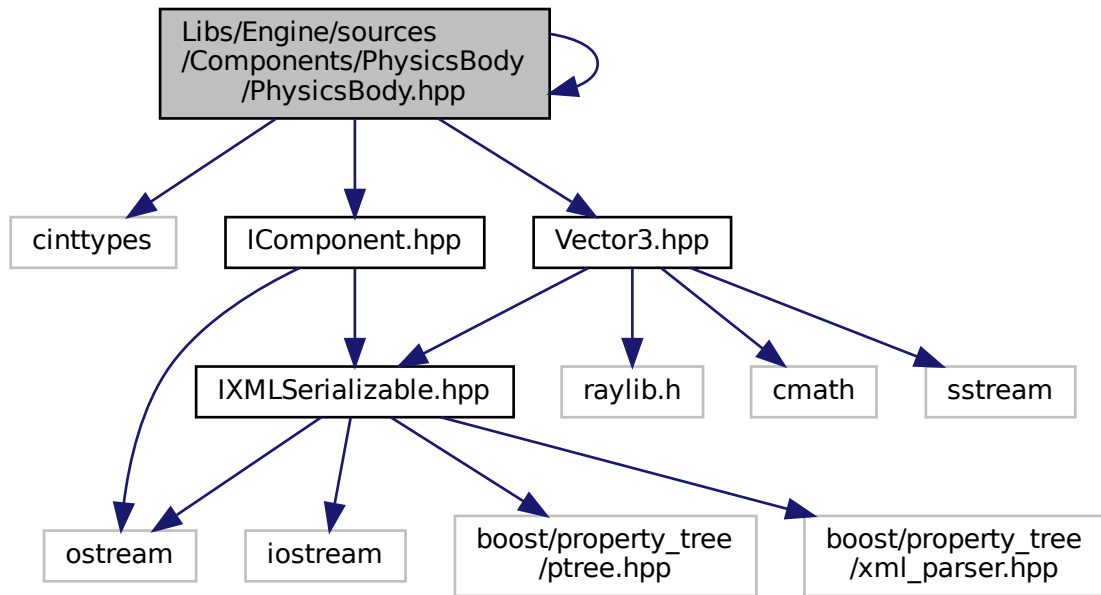 Libs/Engine/sources
/Components/PhysicsBody
/PhysicsBody.hpp
cinttypes
IComponent.hpp
Vector3.hpp
IXMLSerializable.hpp
raylib.h
cmath
sstream
ostream
iostream
boost/property_tree
/ptree.hpp
boost/property_tree
/xml_parser.hpp